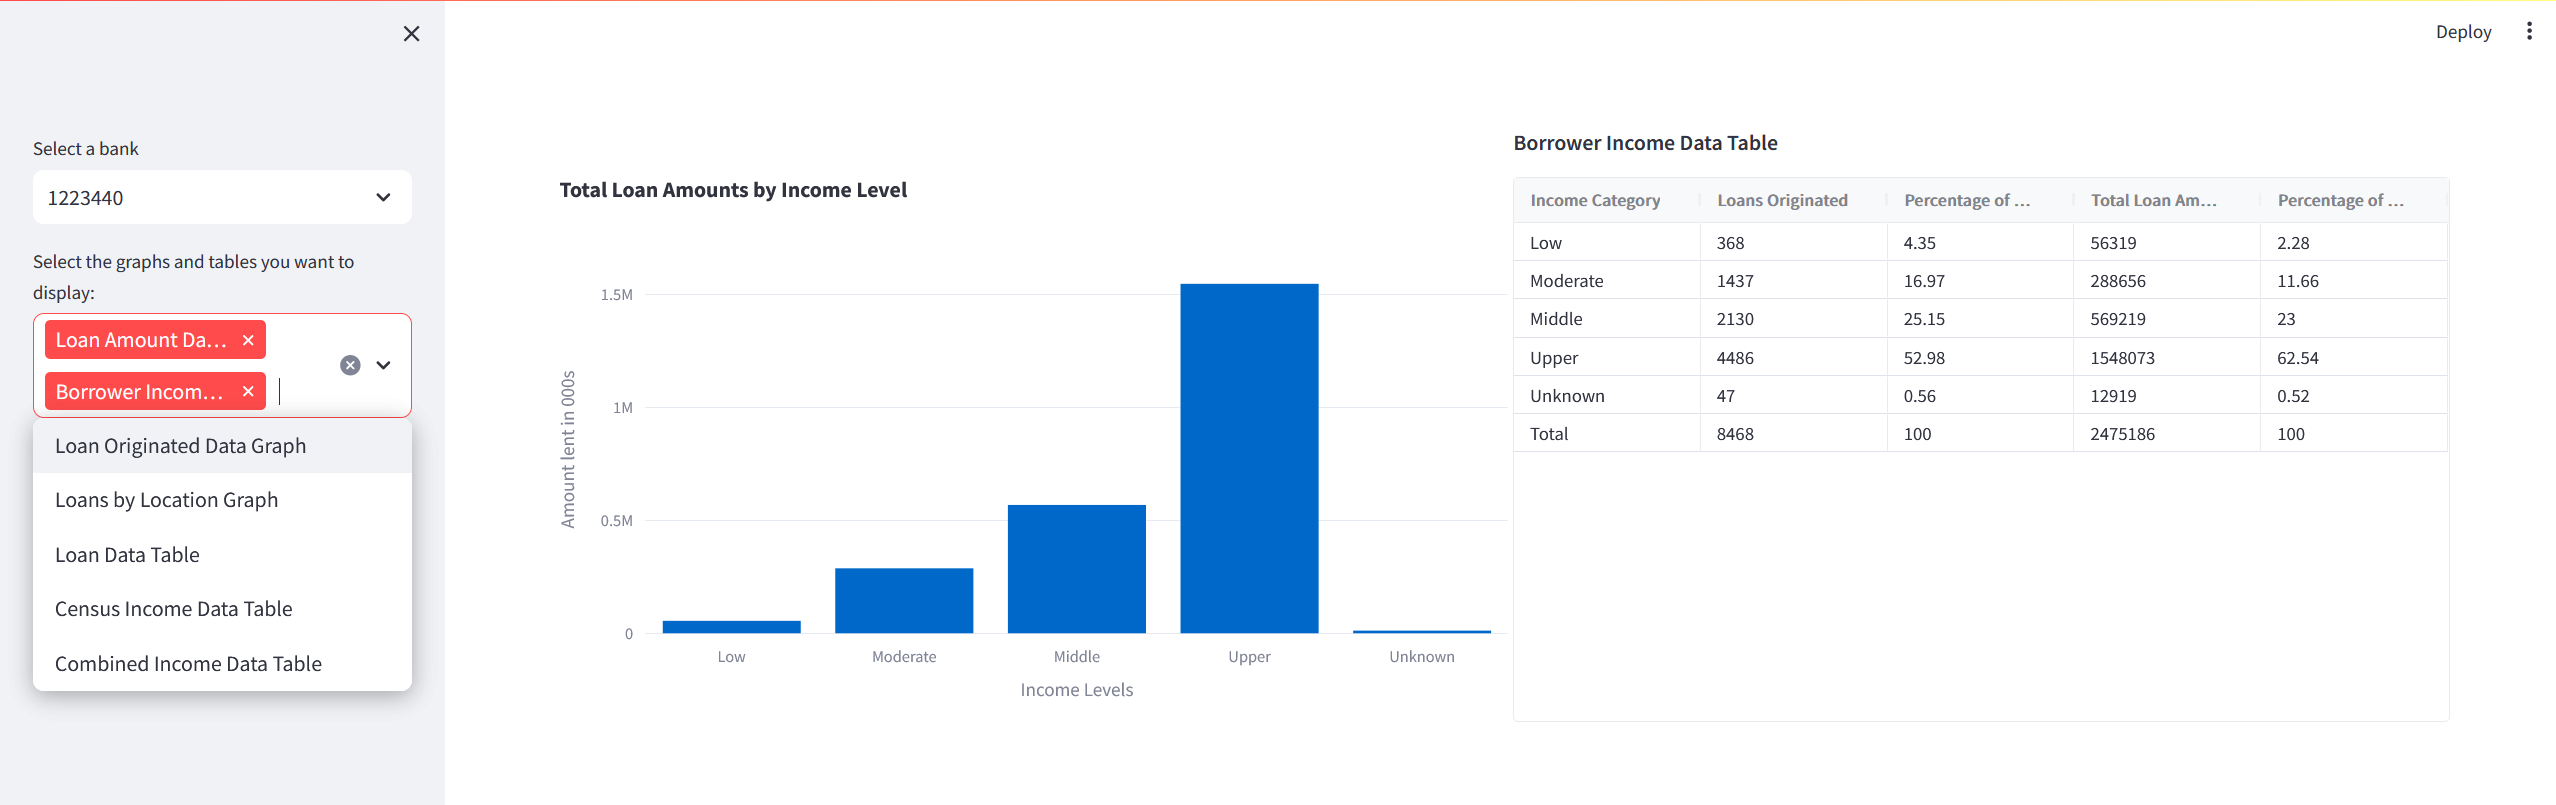 Deploy
Select a bank
1223440
Select the graphs and tables you want to
display:
Loan Amount Da...
Borrower Incom...
Loan Originated Data Graph
Loans by Location Graph
Loan Data Table
Census Income Data Table
Combined Income Data Table
Total Loan Amounts by Income Level
Amount lent in 000s
1.5M
1M
0.5M
0
Low Moderate Middle Upper Unknown
Income Levels
Borrower Income Data Table
Income Category Loans Originated Percentage of ... Total Loan Am... Percentage of ...
Low 368 4.35 56319 2.28
Moderate 1437 16.97 288656 11.66
Middle 2130 25.15 569219 23
Upper 4486 52.98 1548073 62.54
Unknown 47 0.56 12919 0.52
Total 8468 100 2475186 100